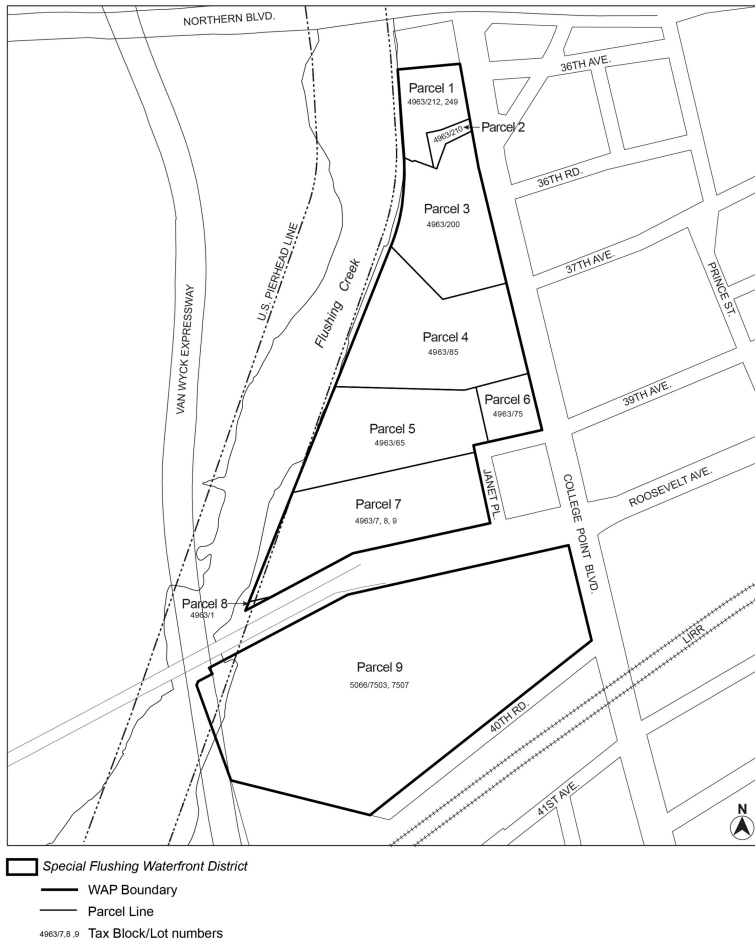 NORTHERN BLVD.
36TH AVE.
Parcel 1
4963/212, 249
4963/210
Parcel 2
36TH RD.
Parcel 3
4963/200
U.S. PIERHEAD LINE
Flushing Creek
37TH AVE.
PRINCE ST.
VAN WYCK EXPRESSWAY
Parcel 4
4963/85
Parcel 6
4963/75
39TH AVE.
Parcel 5
4963/65
JANET PL.
COLLEGE POINT BLVD.
ROOSEVELT AVE.
Parcel 7
4963/7, 8, 9
Parcel 8
4963/1
Parcel 9
5066/7503, 7507
LIRR
40TH RD.
41ST AVE.
N
Special Flushing Waterfront District
WAP Boundary
Parcel Line
4963/7,8 ,9 Tax Block/Lot numbers